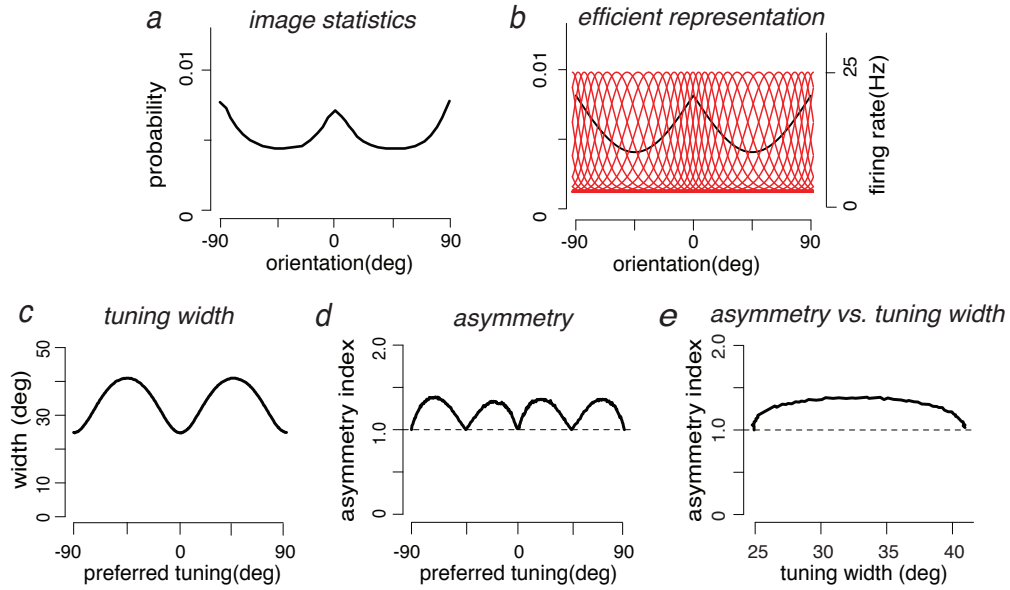 a image statistics
probability
0.01
0
-90 0 90
orientation(deg)
b efficient representation
0.01
0
25
0
firing rate(Hz)
-90 0 90
orientation(deg)
c tuning width
width (deg)
50
30
10
0
-90 0 90
preferred tuning(deg)
d asymmetry
asymmetry index
2.0
1.0
0
-90 0 90
preferred tuning(deg)
e asymmetry vs. tuning width
asymmetry index
2.0
1.0
0
25 30 35 40
tuning width (deg)